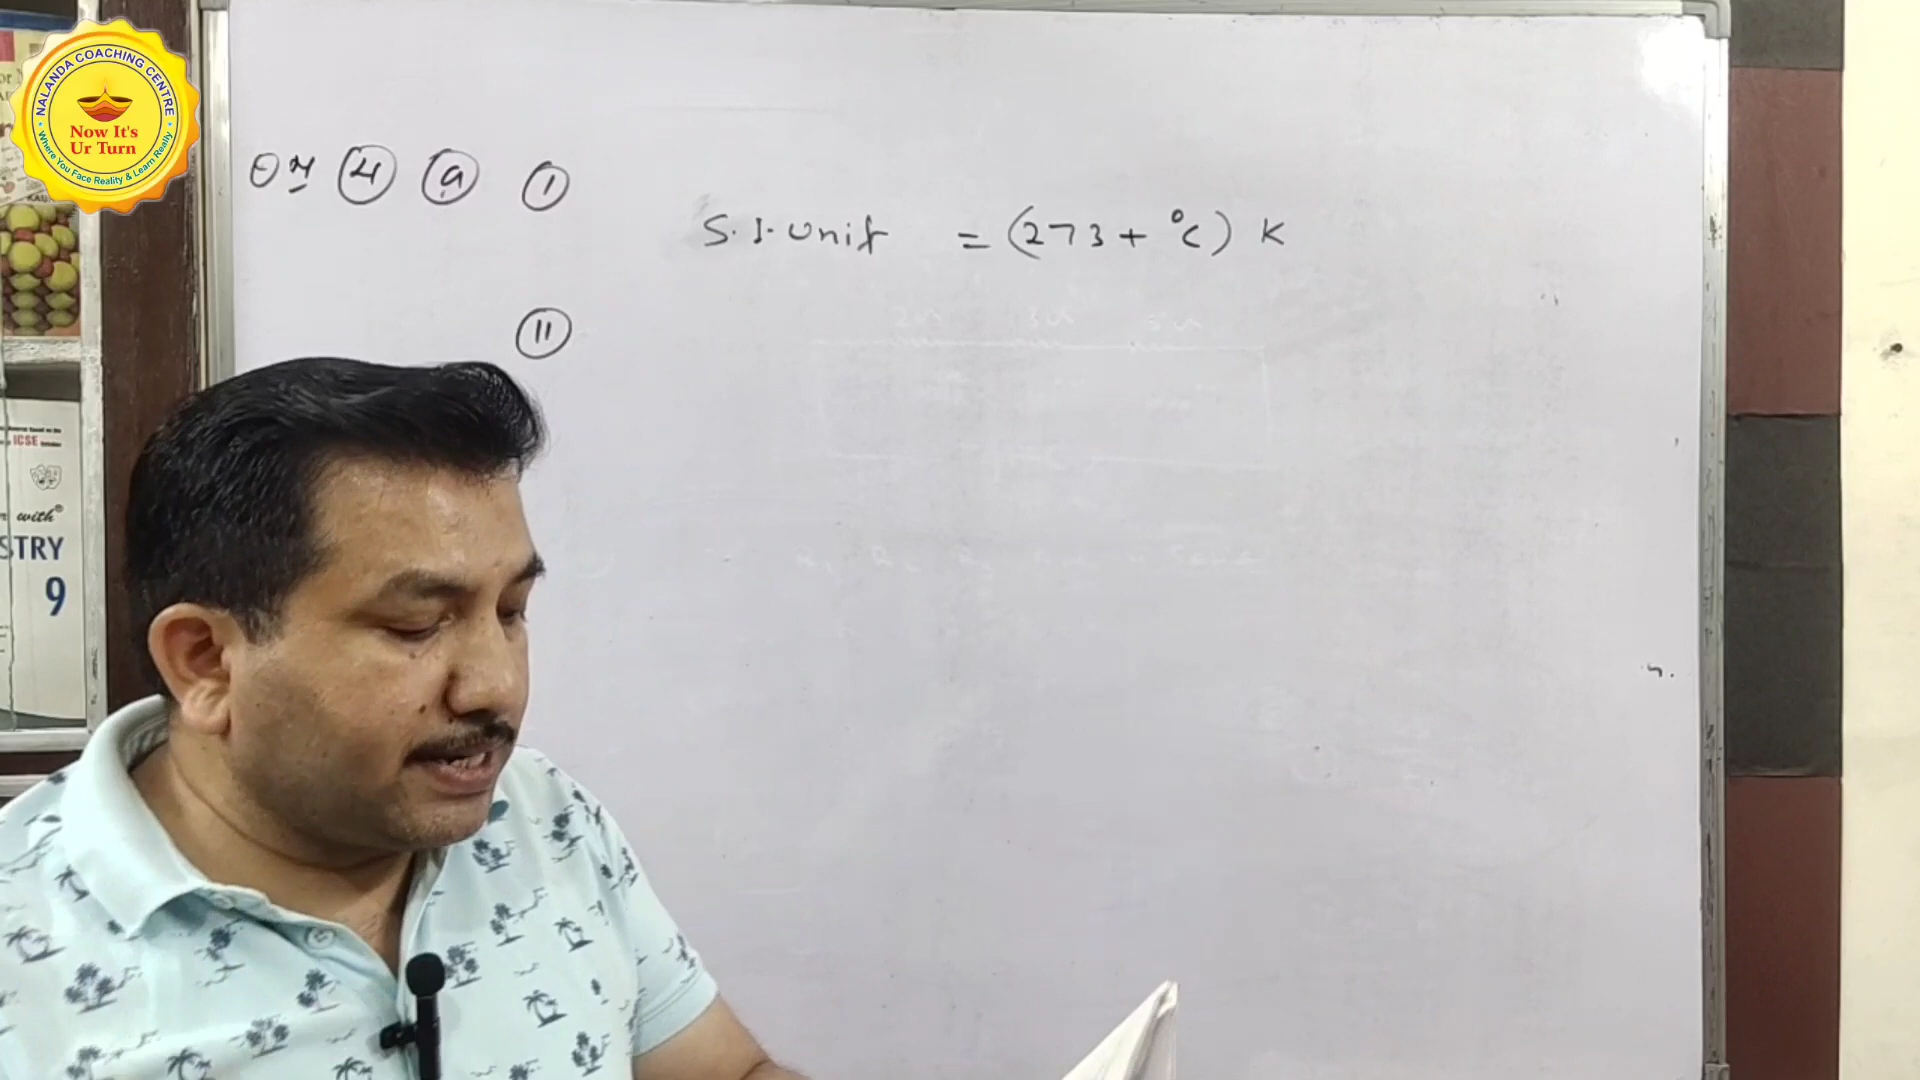 NALANDA COACHING CENTRE
Now It's
Ur Turn
Where You Face Reality & Learn Really
4 a 1
S.I. Unit = (273 + °C) K
11
ICSE
with
STRY
9